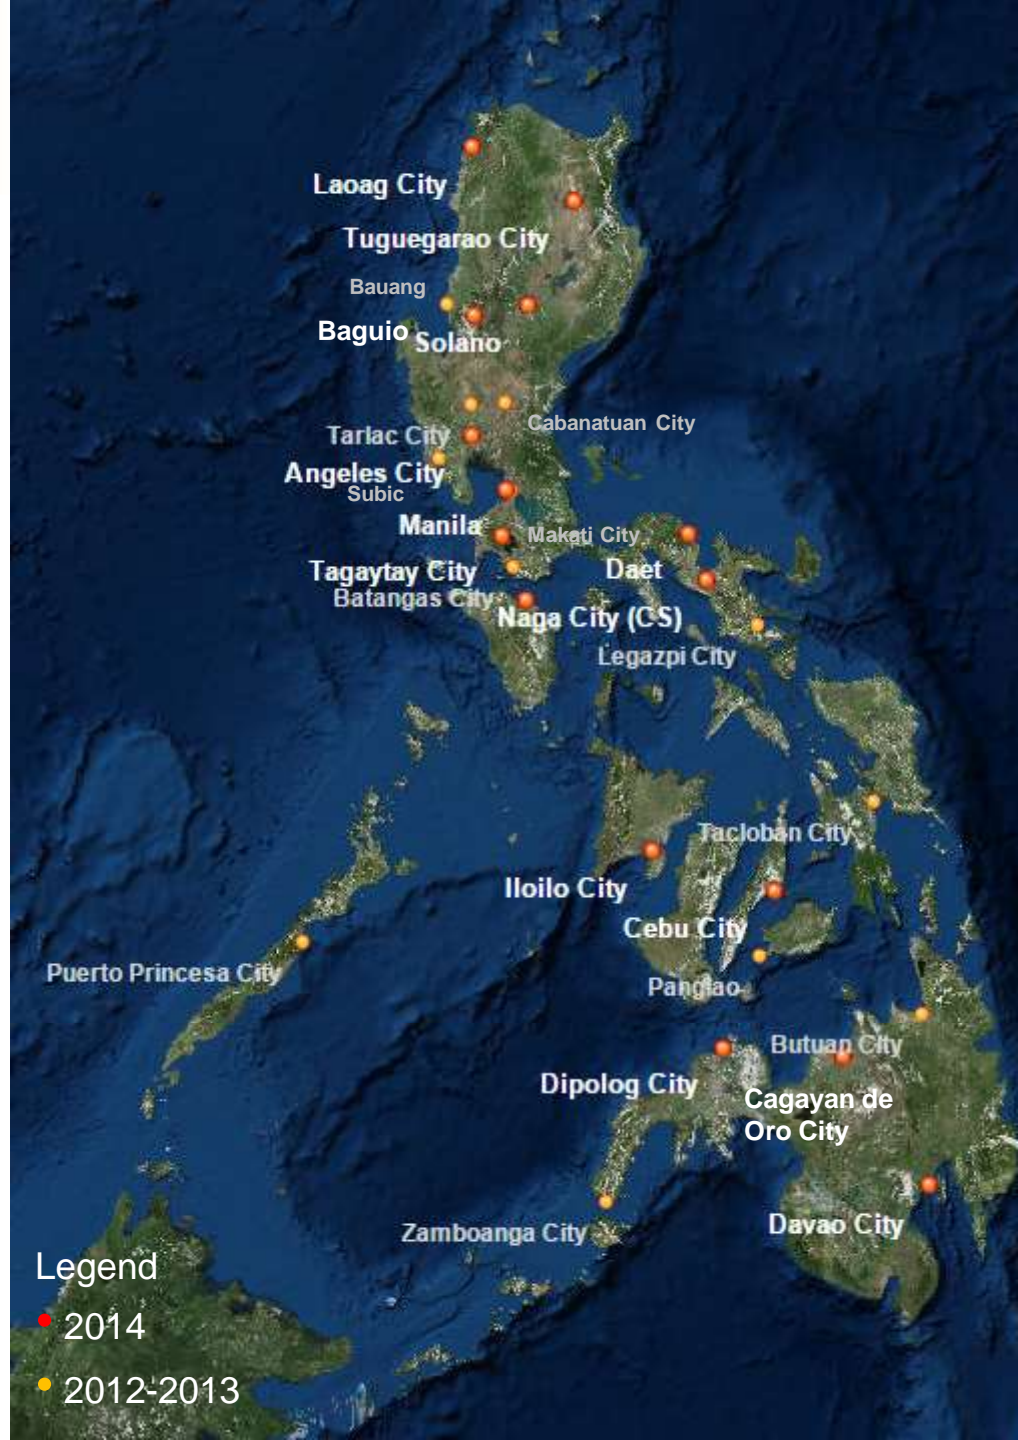 Laoag City
Tuguegarao City
Bauang
Baguio
Solano
Cabanatuan City
Tarlac City
Angeles City
Subic
Manila
Makati City
Tagaytay City
Daet
Batangas City
Naga City (CS)
Legazpi City
Tacloban City
Iloilo City
Cebu City
Puerto Princesa City
Panglao
Butuan City
Dipolog City
Cagayan de
Oro City
Davao City
Zamboanga City
Legend
2014
2012-2013